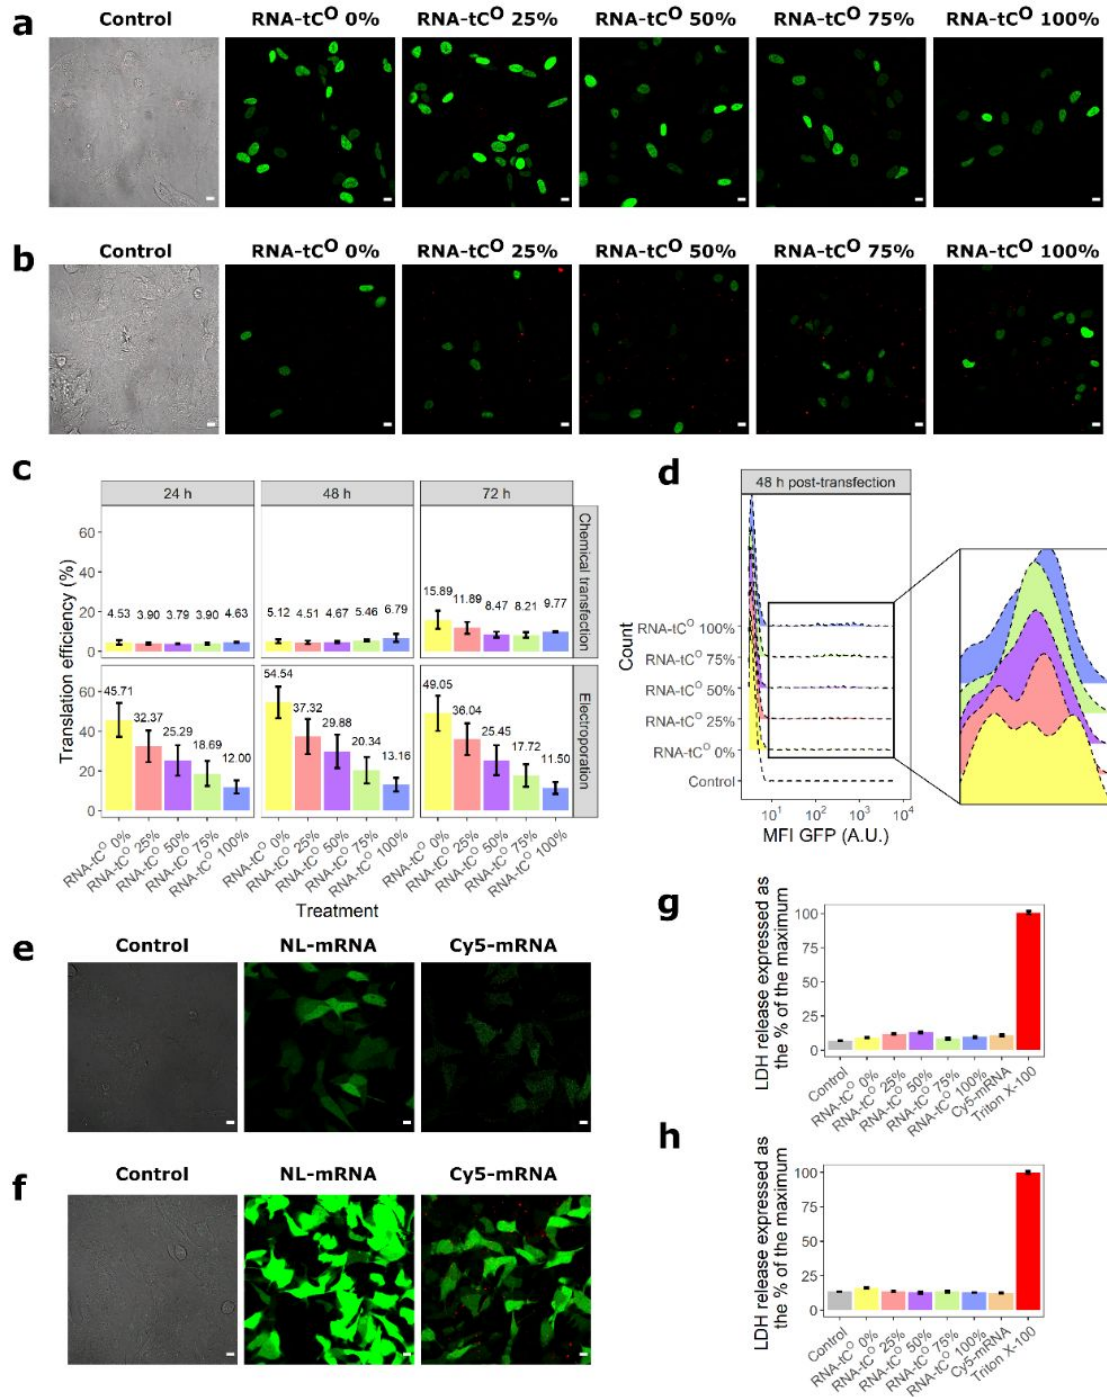 a
Control
RNA-tCᴼ 0%
RNA-tCᴼ 25%
RNA-tCᴼ 50%
RNA-tCᴼ 75%
RNA-tCᴼ 100%
b
Control
RNA-tCᴼ 0%
RNA-tCᴼ 25%
RNA-tCᴼ 50%
RNA-tCᴼ 75%
RNA-tCᴼ 100%
c
24 h
48 h
72 h
Translation efficiency (%)
60
40
20
0
4.53
3.90
3.79
3.90
4.63
5.12
4.51
4.67
5.46
6.79
15.89
11.89
8.47
8.21
9.77
Chemical transfection
60
40
20
0
45.71
32.37
25.29
18.69
12.00
54.54
37.32
29.88
20.34
13.16
49.05
36.04
25.45
17.72
11.50
Electroporation
RNA-tCᴼ 0%
RNA-tCᴼ 25%
RNA-tCᴼ 50%
RNA-tCᴼ 75%
RNA-tCᴼ 100%
RNA-tCᴼ 0%
RNA-tCᴼ 25%
RNA-tCᴼ 50%
RNA-tCᴼ 75%
RNA-tCᴼ 100%
RNA-tCᴼ 0%
RNA-tCᴼ 25%
RNA-tCᴼ 50%
RNA-tCᴼ 75%
RNA-tCᴼ 100%
Treatment
d
48 h post-transfection
Count
RNA-tCᴼ 100%
RNA-tCᴼ 75%
RNA-tCᴼ 50%
RNA-tCᴼ 25%
RNA-tCᴼ 0%
Control
10¹
10²
10³
10⁴
MFI GFP (A.U.)
e
Control
NL-mRNA
Cy5-mRNA
f
Control
NL-mRNA
Cy5-mRNA
g
LDH release expressed as
the % of the maximum
100
75
50
25
0
Control
RNA-tCᴼ 0%
RNA-tCᴼ 25%
RNA-tCᴼ 50%
RNA-tCᴼ 75%
RNA-tCᴼ 100%
Cy5-mRNA
Triton X-100
h
LDH release expressed as
the % of the maximum
100
75
50
25
0
Control
RNA-tCᴼ 0%
RNA-tCᴼ 25%
RNA-tCᴼ 50%
RNA-tCᴼ 75%
RNA-tCᴼ 100%
Cy5-mRNA
Triton X-100